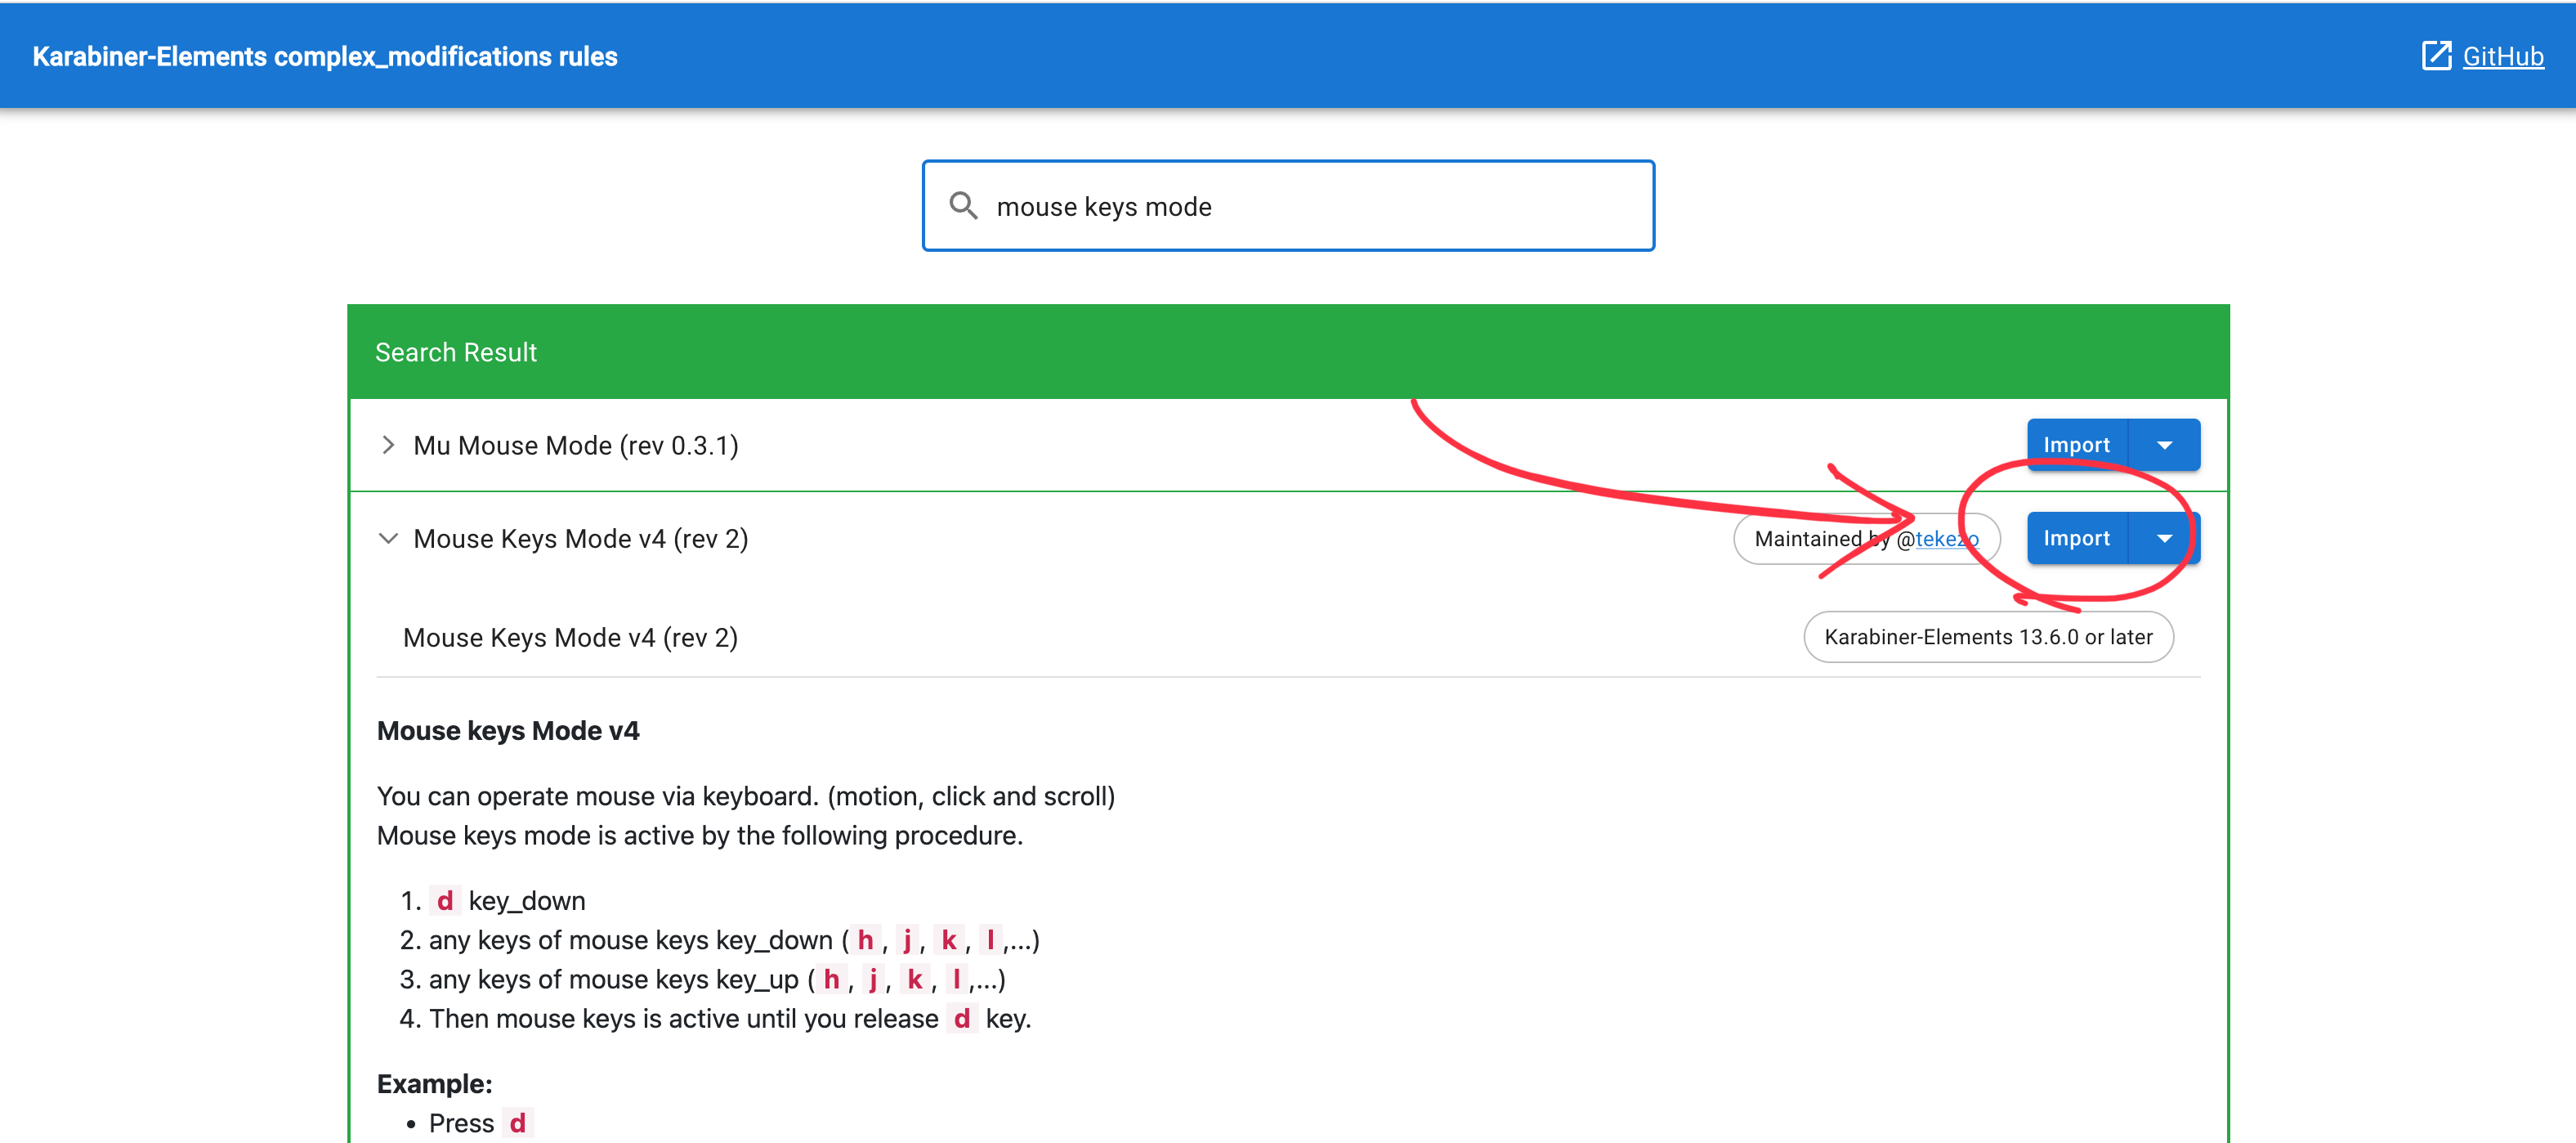 Karabiner-Elements complex_modifications rules
GitHub
mouse keys mode
Search Result
Mu Mouse Mode (rev 0.3.1)
Import
Mouse Keys Mode v4 (rev 2)
Maintained by @tekezo
Import
Mouse Keys Mode v4 (rev 2)
Karabiner-Elements 13.6.0 or later
Mouse keys Mode v4
You can operate mouse via keyboard. (motion, click and scroll)
Mouse keys mode is active by the following procedure.
1. d key_down
2. any keys of mouse keys key_down ( h , j , k , l ,...)
3. any keys of mouse keys key_up ( h , j , k , l ,...)
4. Then mouse keys is active until you release d key.
Example:
• Press d